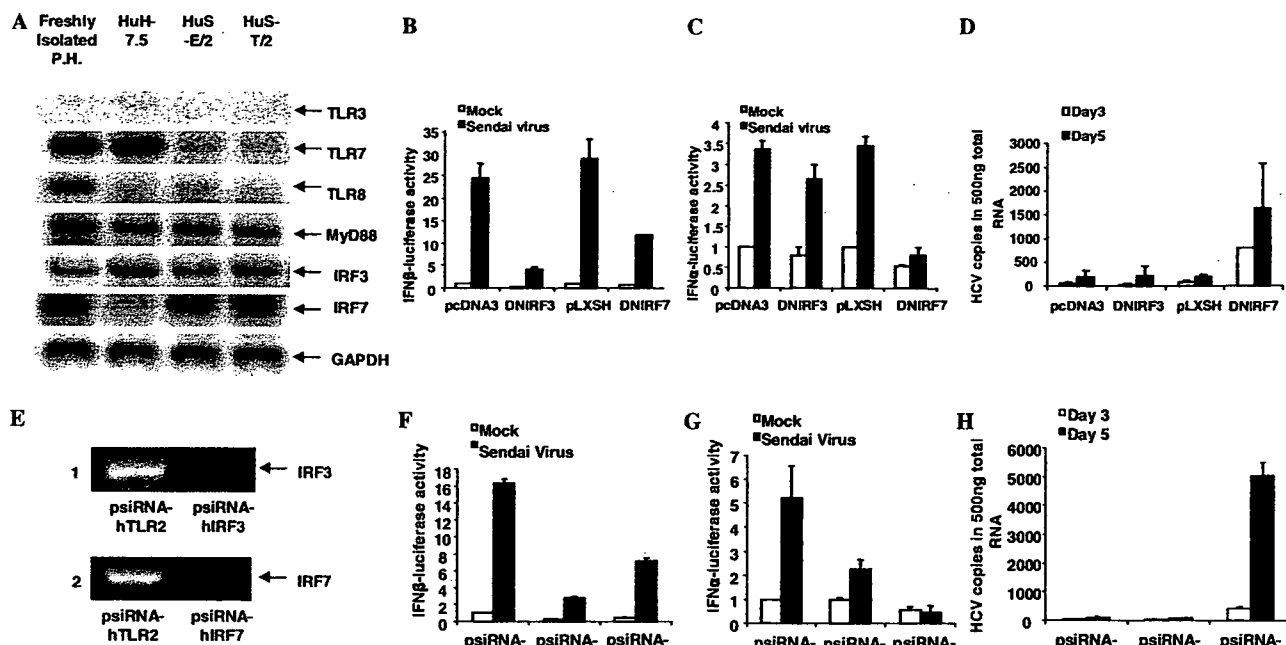 A
Freshly Isolated P.H.
HuH-7.5
HuS-E/2
HuS-T/2
TLR3
TLR7
TLR8
MyD88
IRF3
IRF7
GAPDH
B
Mock
Sendai virus
IFNβ-luciferase activity
35
30
25
20
15
10
5
0
pcDNA3 DNIRF3 pLXSH DNIRF7
C
Mock
Sendai virus
IFNα-luciferase activity
4
3.5
3
2.5
2
1.5
1
0.5
0
pcDNA3 DNIRF3 pLXSH DNIRF7
D
Day3
Day5
HCV copies in 500ng total RNA
3000
2500
2000
1500
1000
500
0
pcDNA3 DNIRF3 pLXSH DNIRF7
E
1
IRF3
psiRNA-hTLR2
psiRNA-hIRF3
2
IRF7
psiRNA-hTLR2
psiRNA-hIRF7
F
Mock
Sendai Virus
IFNβ-luciferase activity
18
16
14
12
10
8
6
4
2
0
psiRNA- psiRNA- psiRNA-
G
Mock
Sendai Virus
IFNα-luciferase activity
7
6
5
4
3
2
1
0
psiRNA- psiRNA- psiRNA-
H
Day 3
Day 5
HCV copies in 500ng total RNA
6000
5000
4000
3000
2000
1000
0
psiRNA- psiRNA- psiRNA-